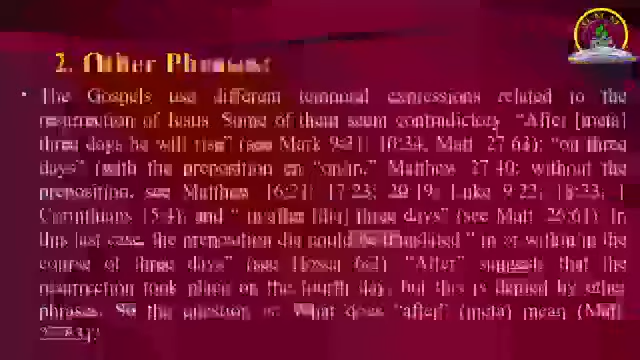 2. Other Phrases:
• The Gospels use different temporal expressions related to the
resurrection of Jesus. Some of them seem contradictory. "After [meta]
three days he will rise" (see Mark 9:31; 10:34, Matt 27:63); "on three
days" (with the preposition en "on/in," Matthew 27:40; without the
preposition, see Matthew 16:21; 17:23; 20:19; Luke 9:22; 18:33; 1
Corinthians 15:4); and " in/after [dia] three days" (see Matt 26:61). In
this last case, the preposition dia could be translated " in or within/in the
course of three days" (see Hosea 6:2). "After" suggests that the
resurrection took place on the fourth day, but this is denied by other
phrases. So the question is: What does "after" (meta) mean (Matt